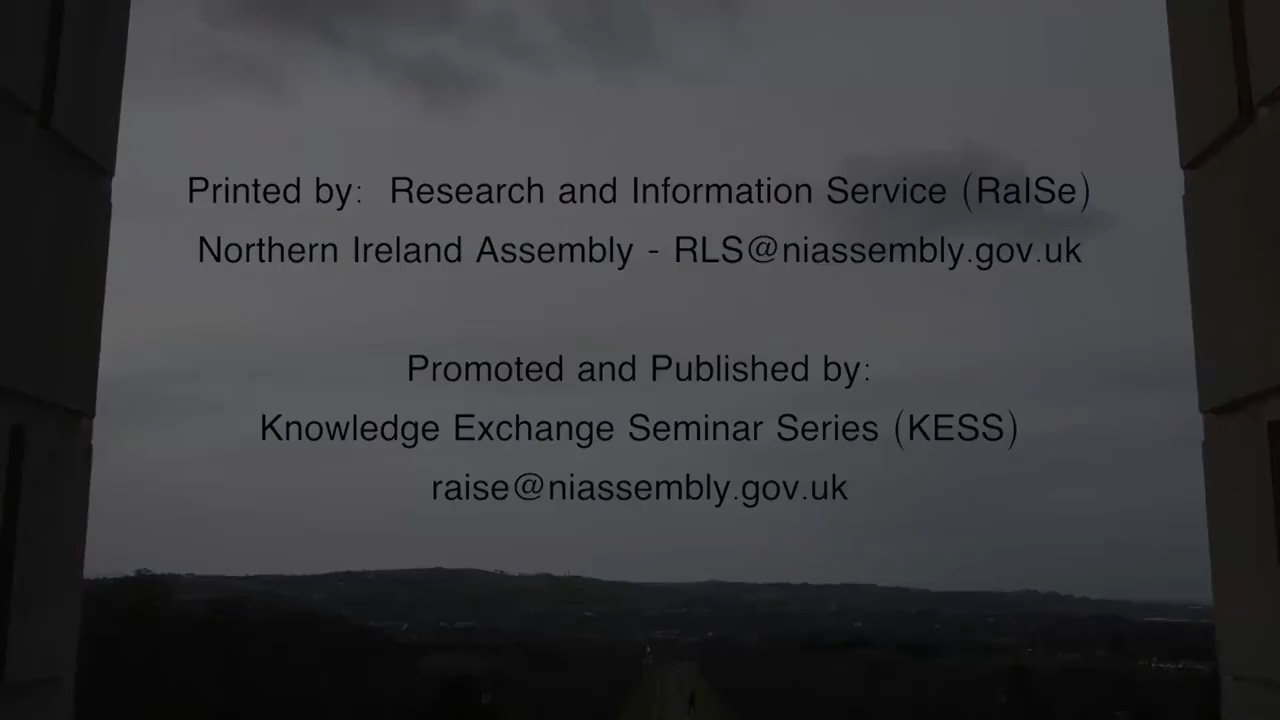 Printed by:  Research and Information Service (RaISe)
Northern Ireland Assembly - RLS@niassembly.gov.uk
Promoted and Published by:
Knowledge Exchange Seminar Series (KESS)
raise@niassembly.gov.uk